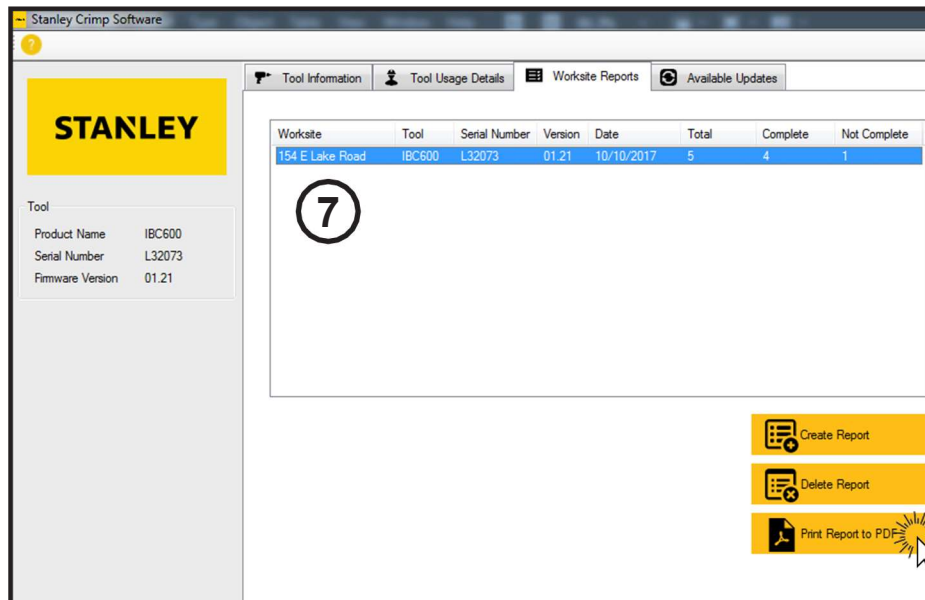 Stanley Crimp Software
?
Tool Information Tool Usage Details Worksite Reports Available Updates
STANLEY
Worksite Tool Serial Number Version Date Total Complete Not Complete
154 E Lake Road IBC600 L32073 01.21 10/10/2017 5 4 1
7
Tool
Product Name IBC600
Serial Number L32073
Firmware Version 01.21
Create Report
Delete Report
Print Report to PDF